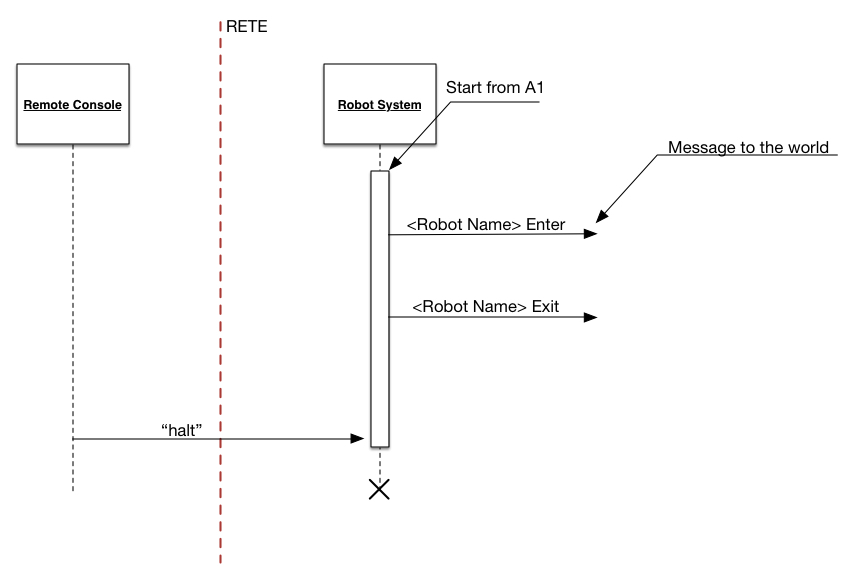 RETE
Remote Console
Robot System
Start from A1
Message to the world
<Robot Name> Enter
<Robot Name> Exit
“halt”